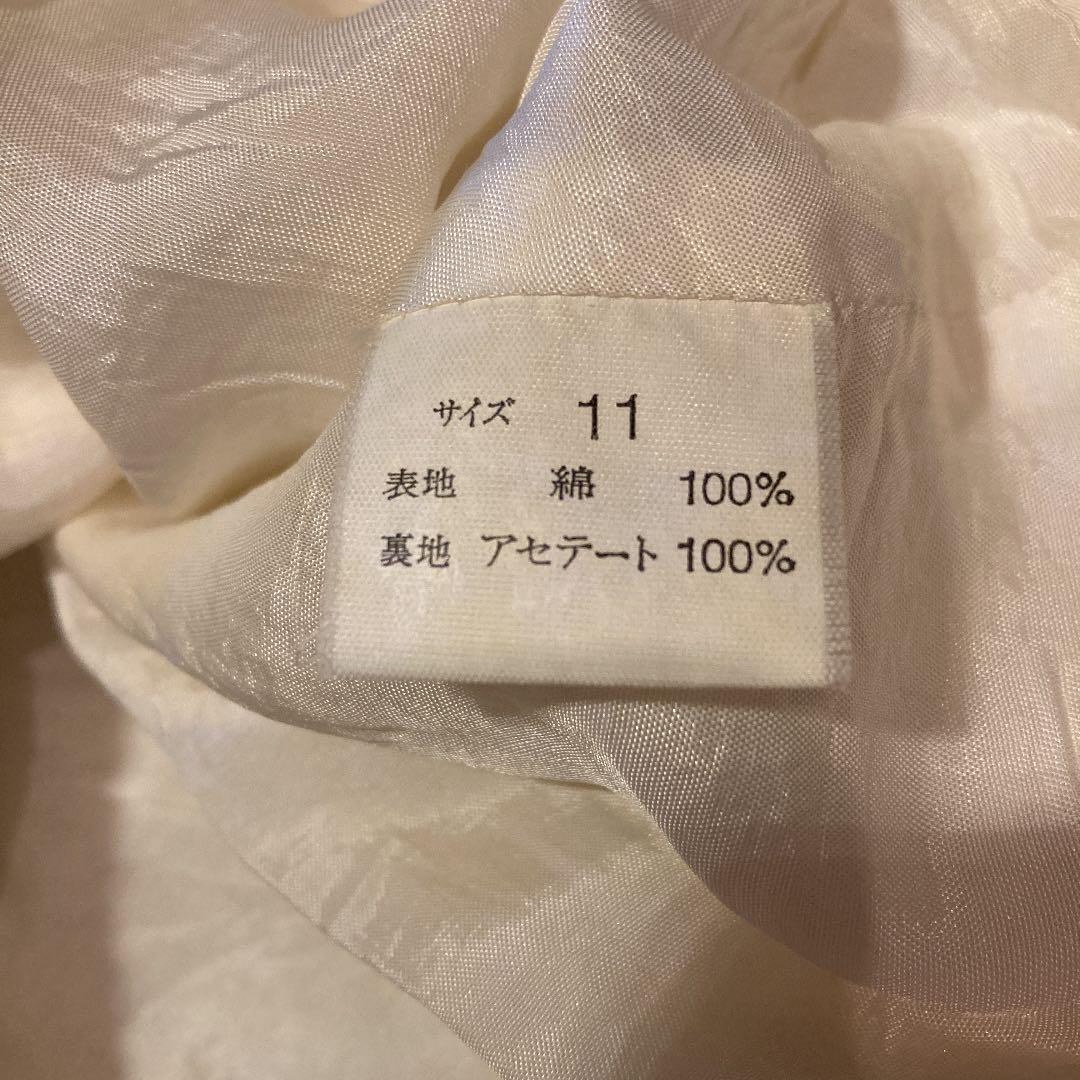 サイズ 11
表地 綿 100%
裏地 アセテート 100%